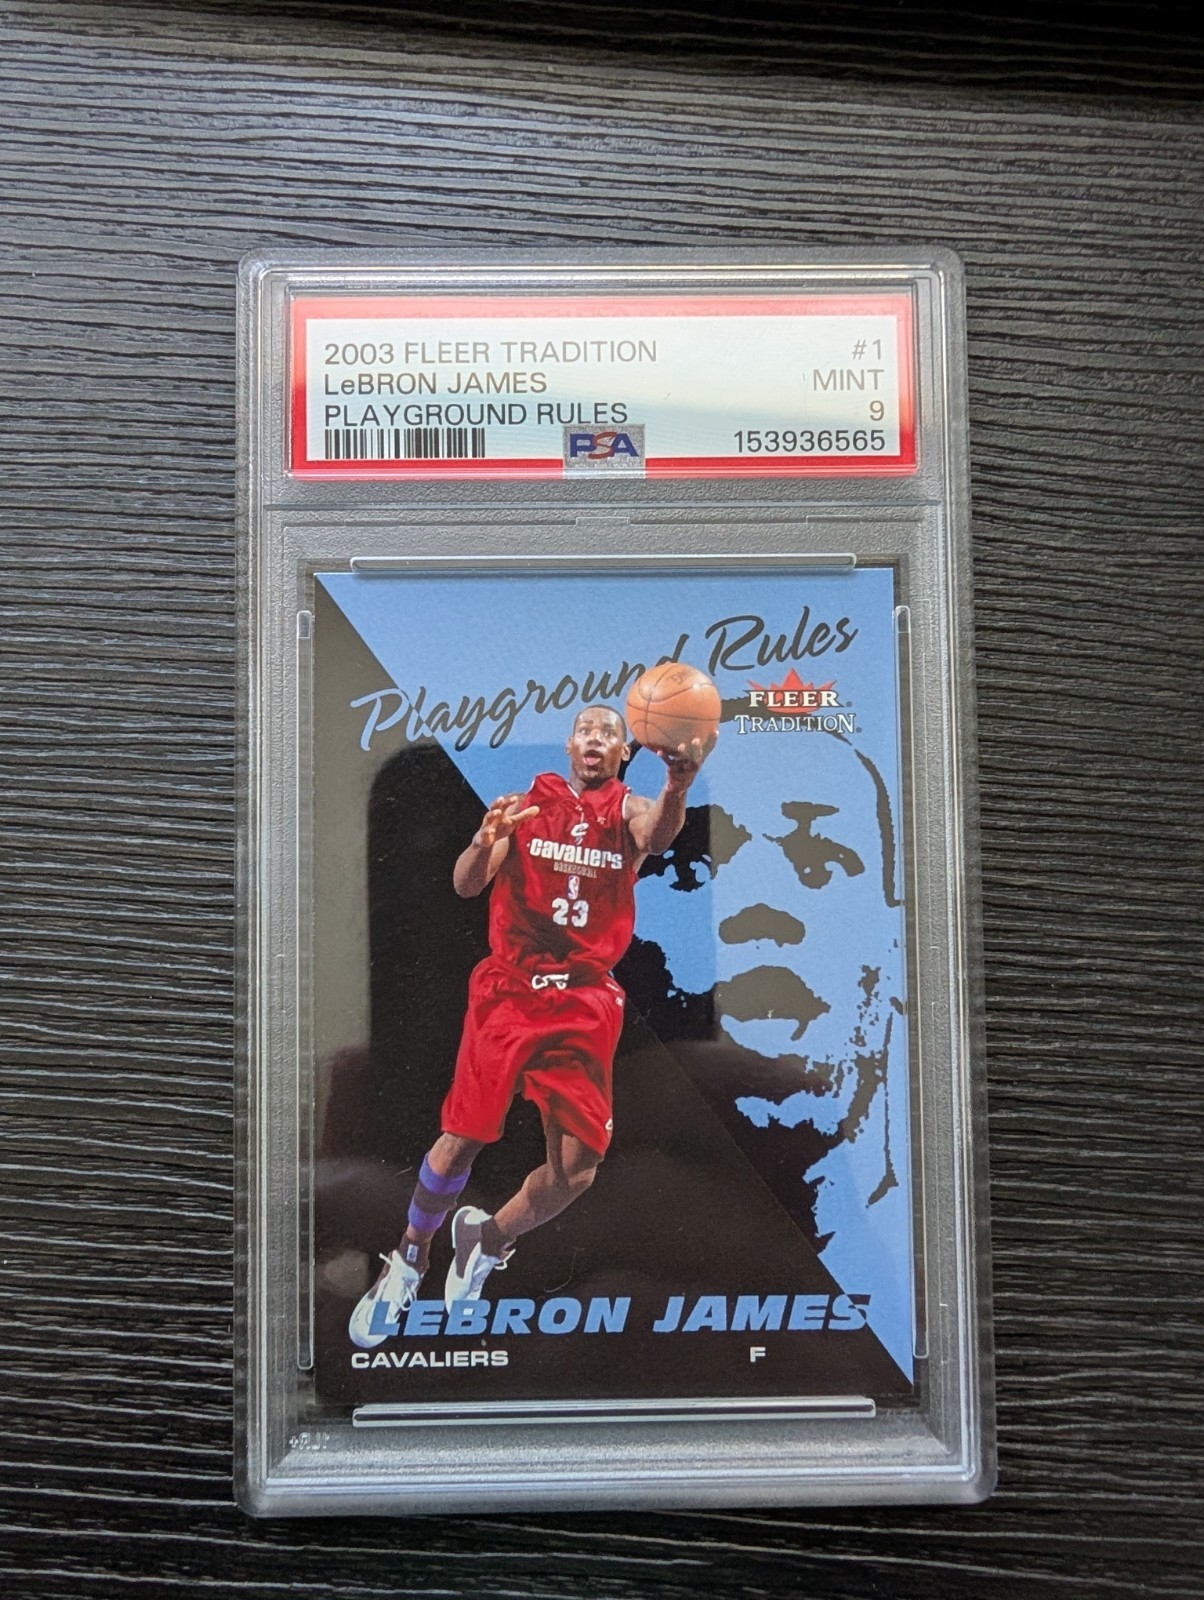 2003 FLEER TRADITION #1
LeBRON JAMES MINT
PLAYGROUND RULES 9
PSA 153936565
Playground Rules
FLEER
TRADITION
Cavaliers
BASKETBALL
23
LEBRON JAMES
CAVALIERS F